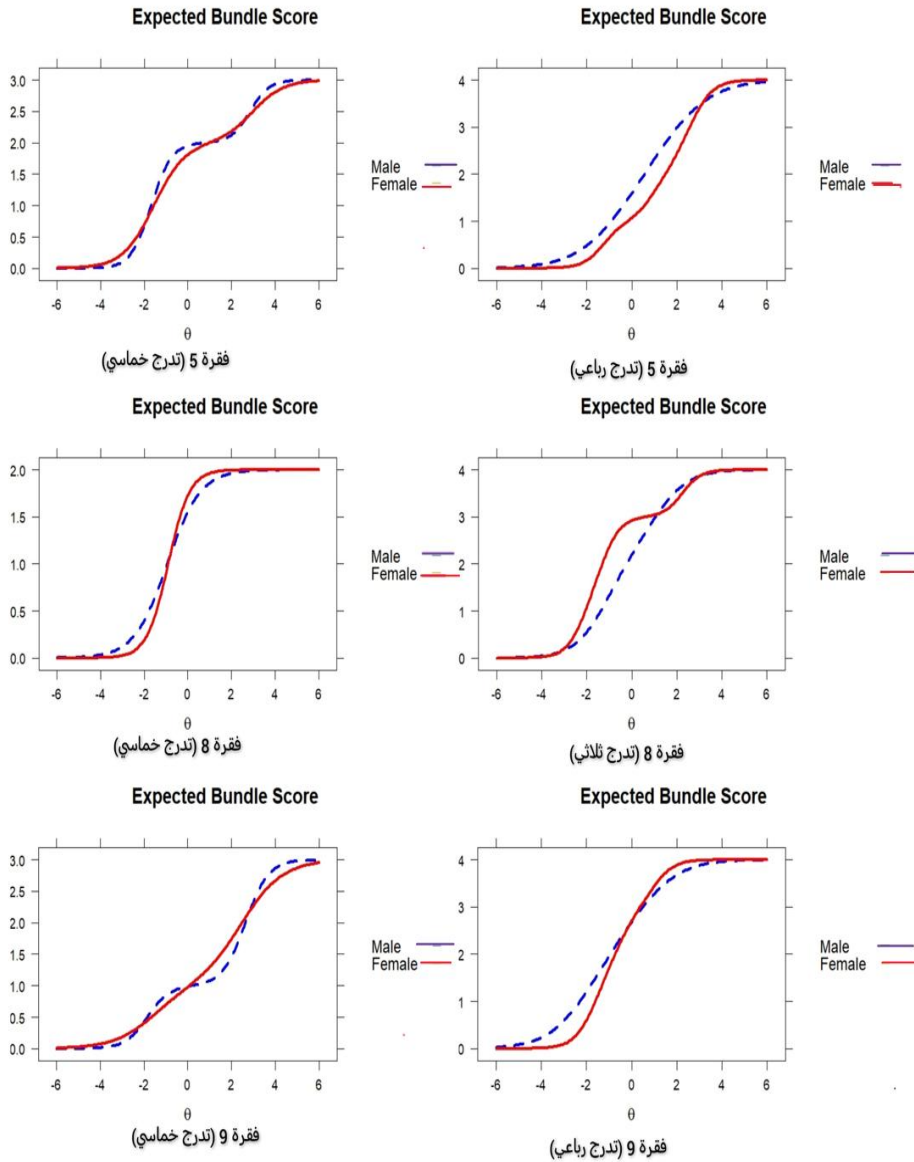 Expected Bundle Score
3.0
2.5
2.0
1.5
1.0
0.5
0.0
-6 -4 -2 0 2 4 6
θ
Male
Female
فقرة 5 (تدرج خماسي)
Expected Bundle Score
4
3
2
1
0
-6 -4 -2 0 2 4 6
θ
Male
Female
فقرة 5 (تدرج رباعي)
Expected Bundle Score
2.0
1.5
1.0
0.5
0.0
-6 -4 -2 0 2 4 6
θ
Male
Female
فقرة 8 (تدرج خماسي)
Expected Bundle Score
4
3
2
1
0
-6 -4 -2 0 2 4 6
θ
Male
Female
فقرة 8 (تدرج ثلاثي)
Expected Bundle Score
3.0
2.5
2.0
1.5
1.0
0.5
0.0
-6 -4 -2 0 2 4 6
θ
Male
Female
فقرة 9 (تدرج خماسي)
Expected Bundle Score
4
3
2
1
0
-6 -4 -2 0 2 4 6
θ
Male
Female
فقرة 9 (تدرج رباعي)